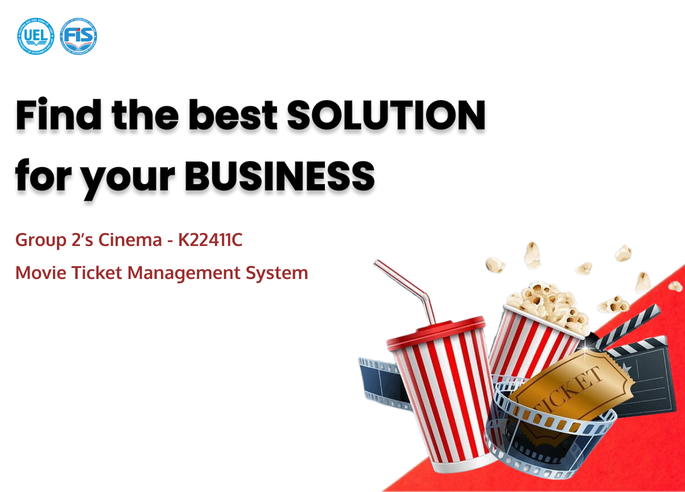 UEL
FIS
Find the best SOLUTION
for your BUSINESS
Group 2's Cinema - K22411C
Movie Ticket Management System
TICKET